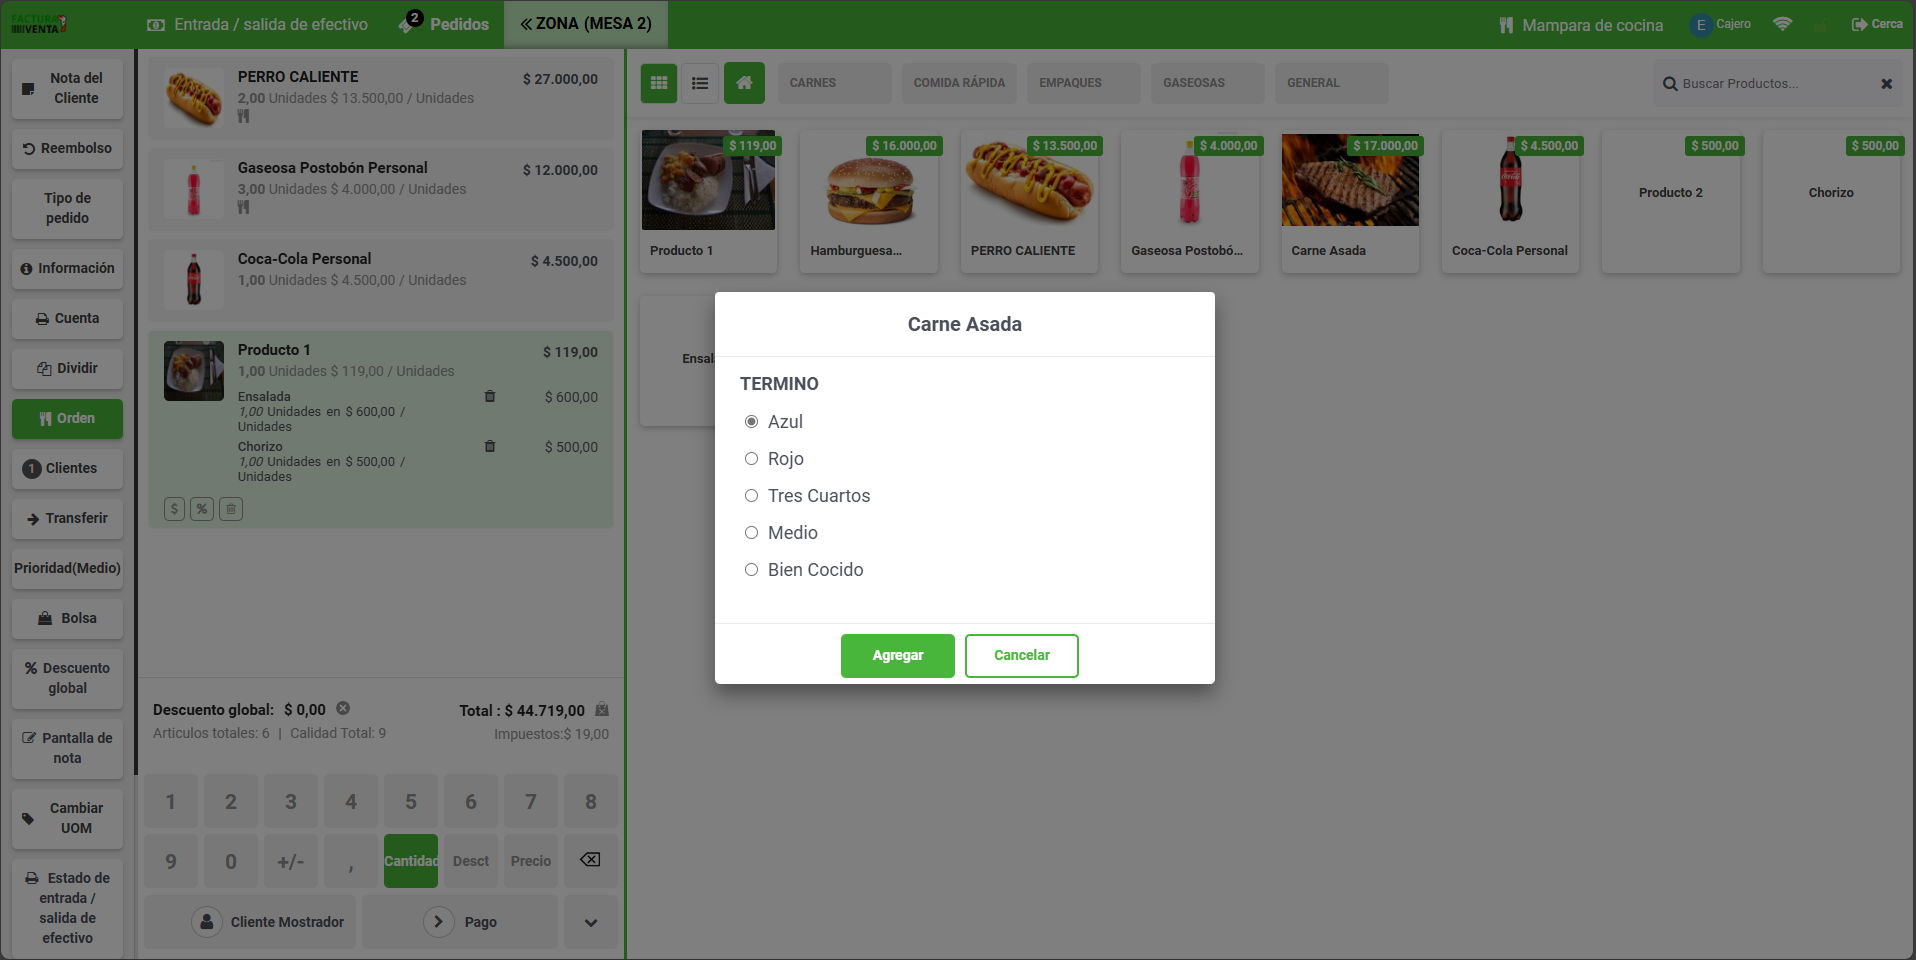 FACTURA
VENTA
Entrada / salida de efectivo
2
Pedidos
ZONA (MESA 2)
Mampara de cocina
E
Cajero
Cerca
Nota del
Cliente
Reembolso
Tipo de
pedido
Información
Cuenta
Dividir
Orden
1 Clientes
Transferir
Prioridad(Medio)
Bolsa
Descuento
global
Pantalla de
nota
Cambiar
UOM
Estado de
entrada /
salida de
efectivo
PERRO CALIENTE
$ 27.000,00
2,00 Unidades $ 13.500,00 / Unidades
Gaseosa Postobón Personal
$ 12.000,00
3,00 Unidades $ 4.000,00 / Unidades
Coca-Cola Personal
$ 4.500,00
1,00 Unidades $ 4.500,00 / Unidades
Producto 1
$ 119,00
1,00 Unidades $ 119,00 / Unidades
Ensalada
$ 600,00
1,00 Unidades en $ 600,00 /
Unidades
Chorizo
$ 500,00
1,00 Unidades en $ 500,00 /
Unidades
$ %
Descuento global: $ 0,00
Total : $ 44.719,00
Articulos totales: 6 | Calidad Total: 9
Impuestos:$ 19,00
1 2 3 4 5 6 7 8
9 0 +/- , Cantidad Desct Precio
Cliente Mostrador
Pago
CARNES
COMIDA RÁPIDA
EMPAQUES
GASEOSAS
GENERAL
Buscar Productos...
$ 119,00
Producto 1
$ 16.000,00
Hamburguesa...
$ 13.500,00
PERRO CALIENTE
$ 4.000,00
Gaseosa Postobó...
$ 17.000,00
Carne Asada
$ 4.500,00
Coca-Cola Personal
$ 500,00
Producto 2
$ 500,00
Chorizo
Ensal
Carne Asada
TERMINO
Azul
Rojo
Tres Cuartos
Medio
Bien Cocido
Agregar
Cancelar